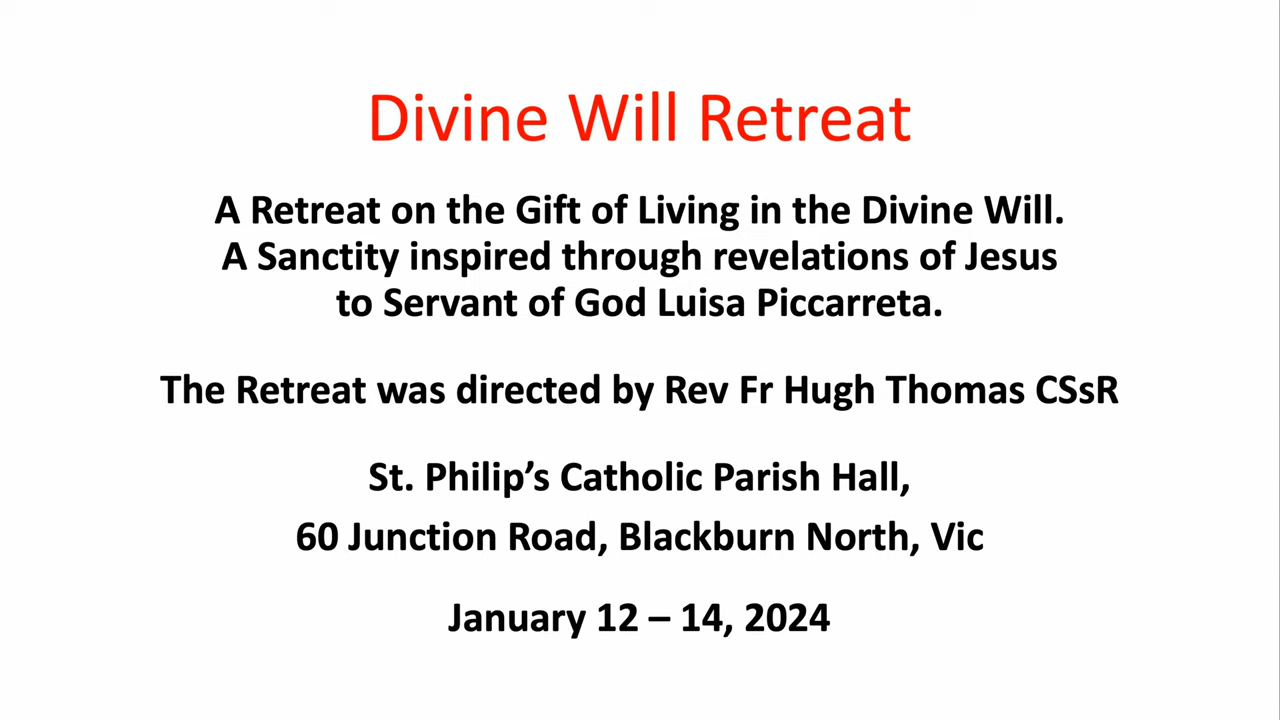 Divine Will Retreat
A Retreat on the Gift of Living in the Divine Will.
A Sanctity inspired through revelations of Jesus
to Servant of God Luisa Piccarreta.
The Retreat was directed by Rev Fr Hugh Thomas CSsR
St. Philip’s Catholic Parish Hall,
60 Junction Road, Blackburn North, Vic
January 12 – 14, 2024